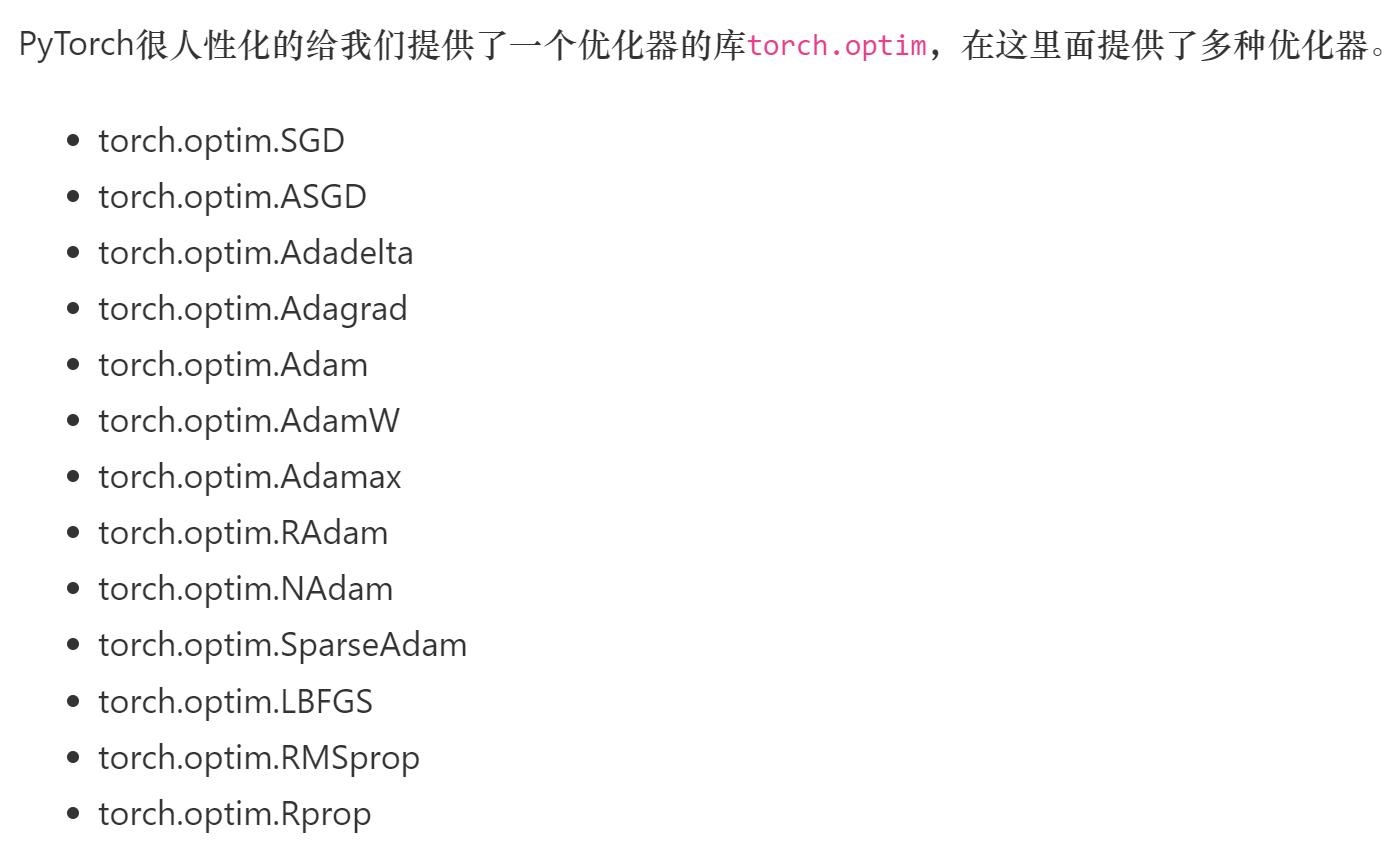 PyTorch很人性化的给我们提供了一个优化器的库torch.optim，在这里面提供了多种优化器。
• torch.optim.SGD
• torch.optim.ASGD
• torch.optim.Adadelta
• torch.optim.Adagrad
• torch.optim.Adam
• torch.optim.AdamW
• torch.optim.Adamax
• torch.optim.RAdam
• torch.optim.NAdam
• torch.optim.SparseAdam
• torch.optim.LBFGS
• torch.optim.RMSprop
• torch.optim.Rprop